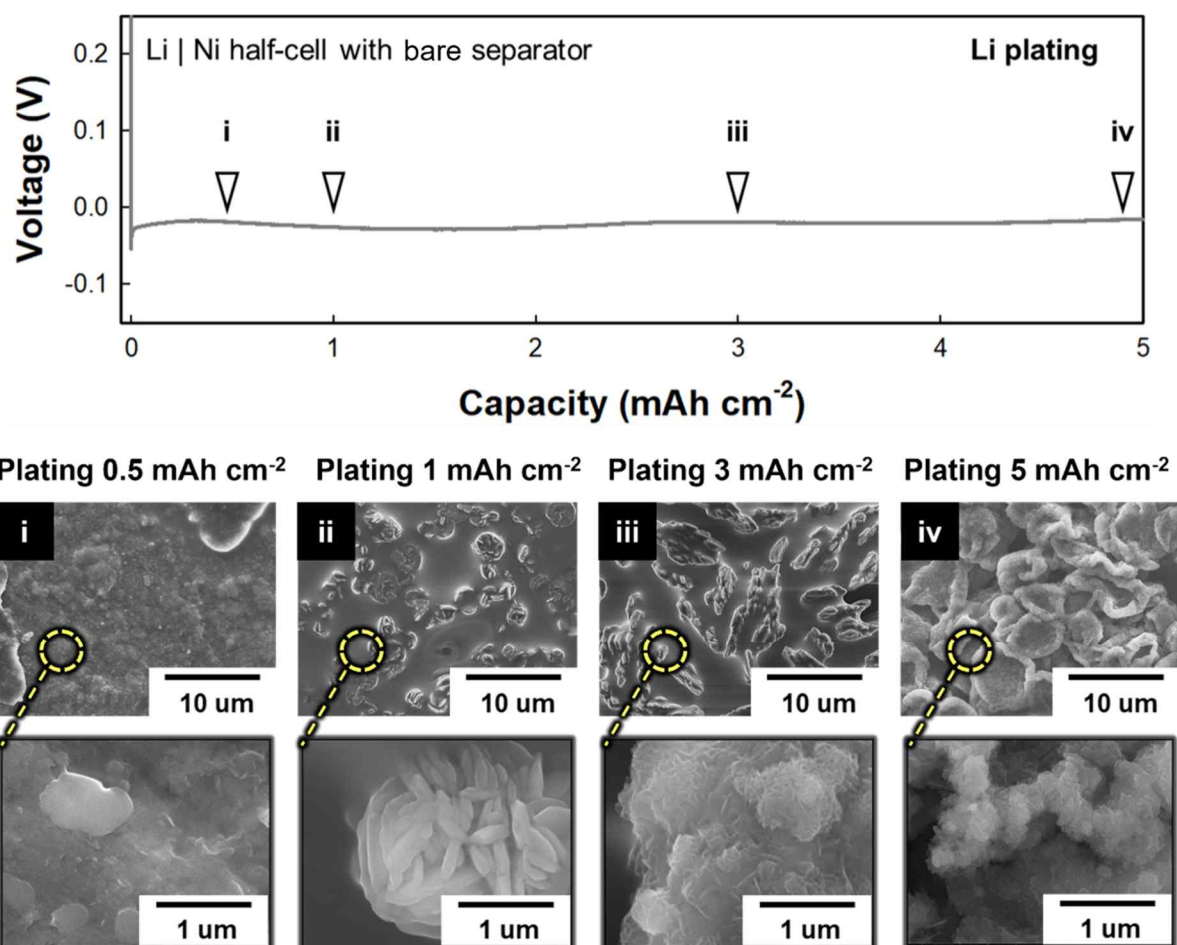 Li | Ni half-cell with bare separator
Li plating
Voltage (V)
0.2
0.1
0.0
-0.1
i
ii
iii
iv
0
1
2
3
4
5
Capacity (mAh cm-2)
Plating 0.5 mAh cm-2
Plating 1 mAh cm-2
Plating 3 mAh cm-2
Plating 5 mAh cm-2
i
ii
iii
iv
10 um
10 um
10 um
10 um
1 um
1 um
1 um
1 um